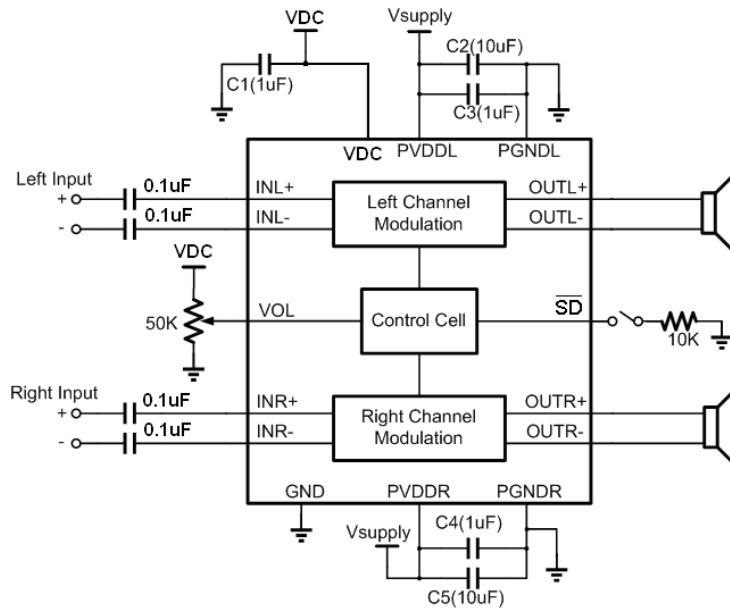 VDC
Vsupply
C1(1uF)
C2(10uF)
C3(1uF)
VDC
PVDDL
PGNDL
Left Input
+
0.1uF
INL+
Left Channel
Modulation
OUTL+
-
0.1uF
INL-
OUTL-
VDC
50K
VOL
Control Cell
SD
10K
Right Input
+
0.1uF
INR+
Right Channel
Modulation
OUTR+
-
0.1uF
INR-
OUTR-
GND
PVDDR
PGNDR
Vsupply
C4(1uF)
C5(10uF)